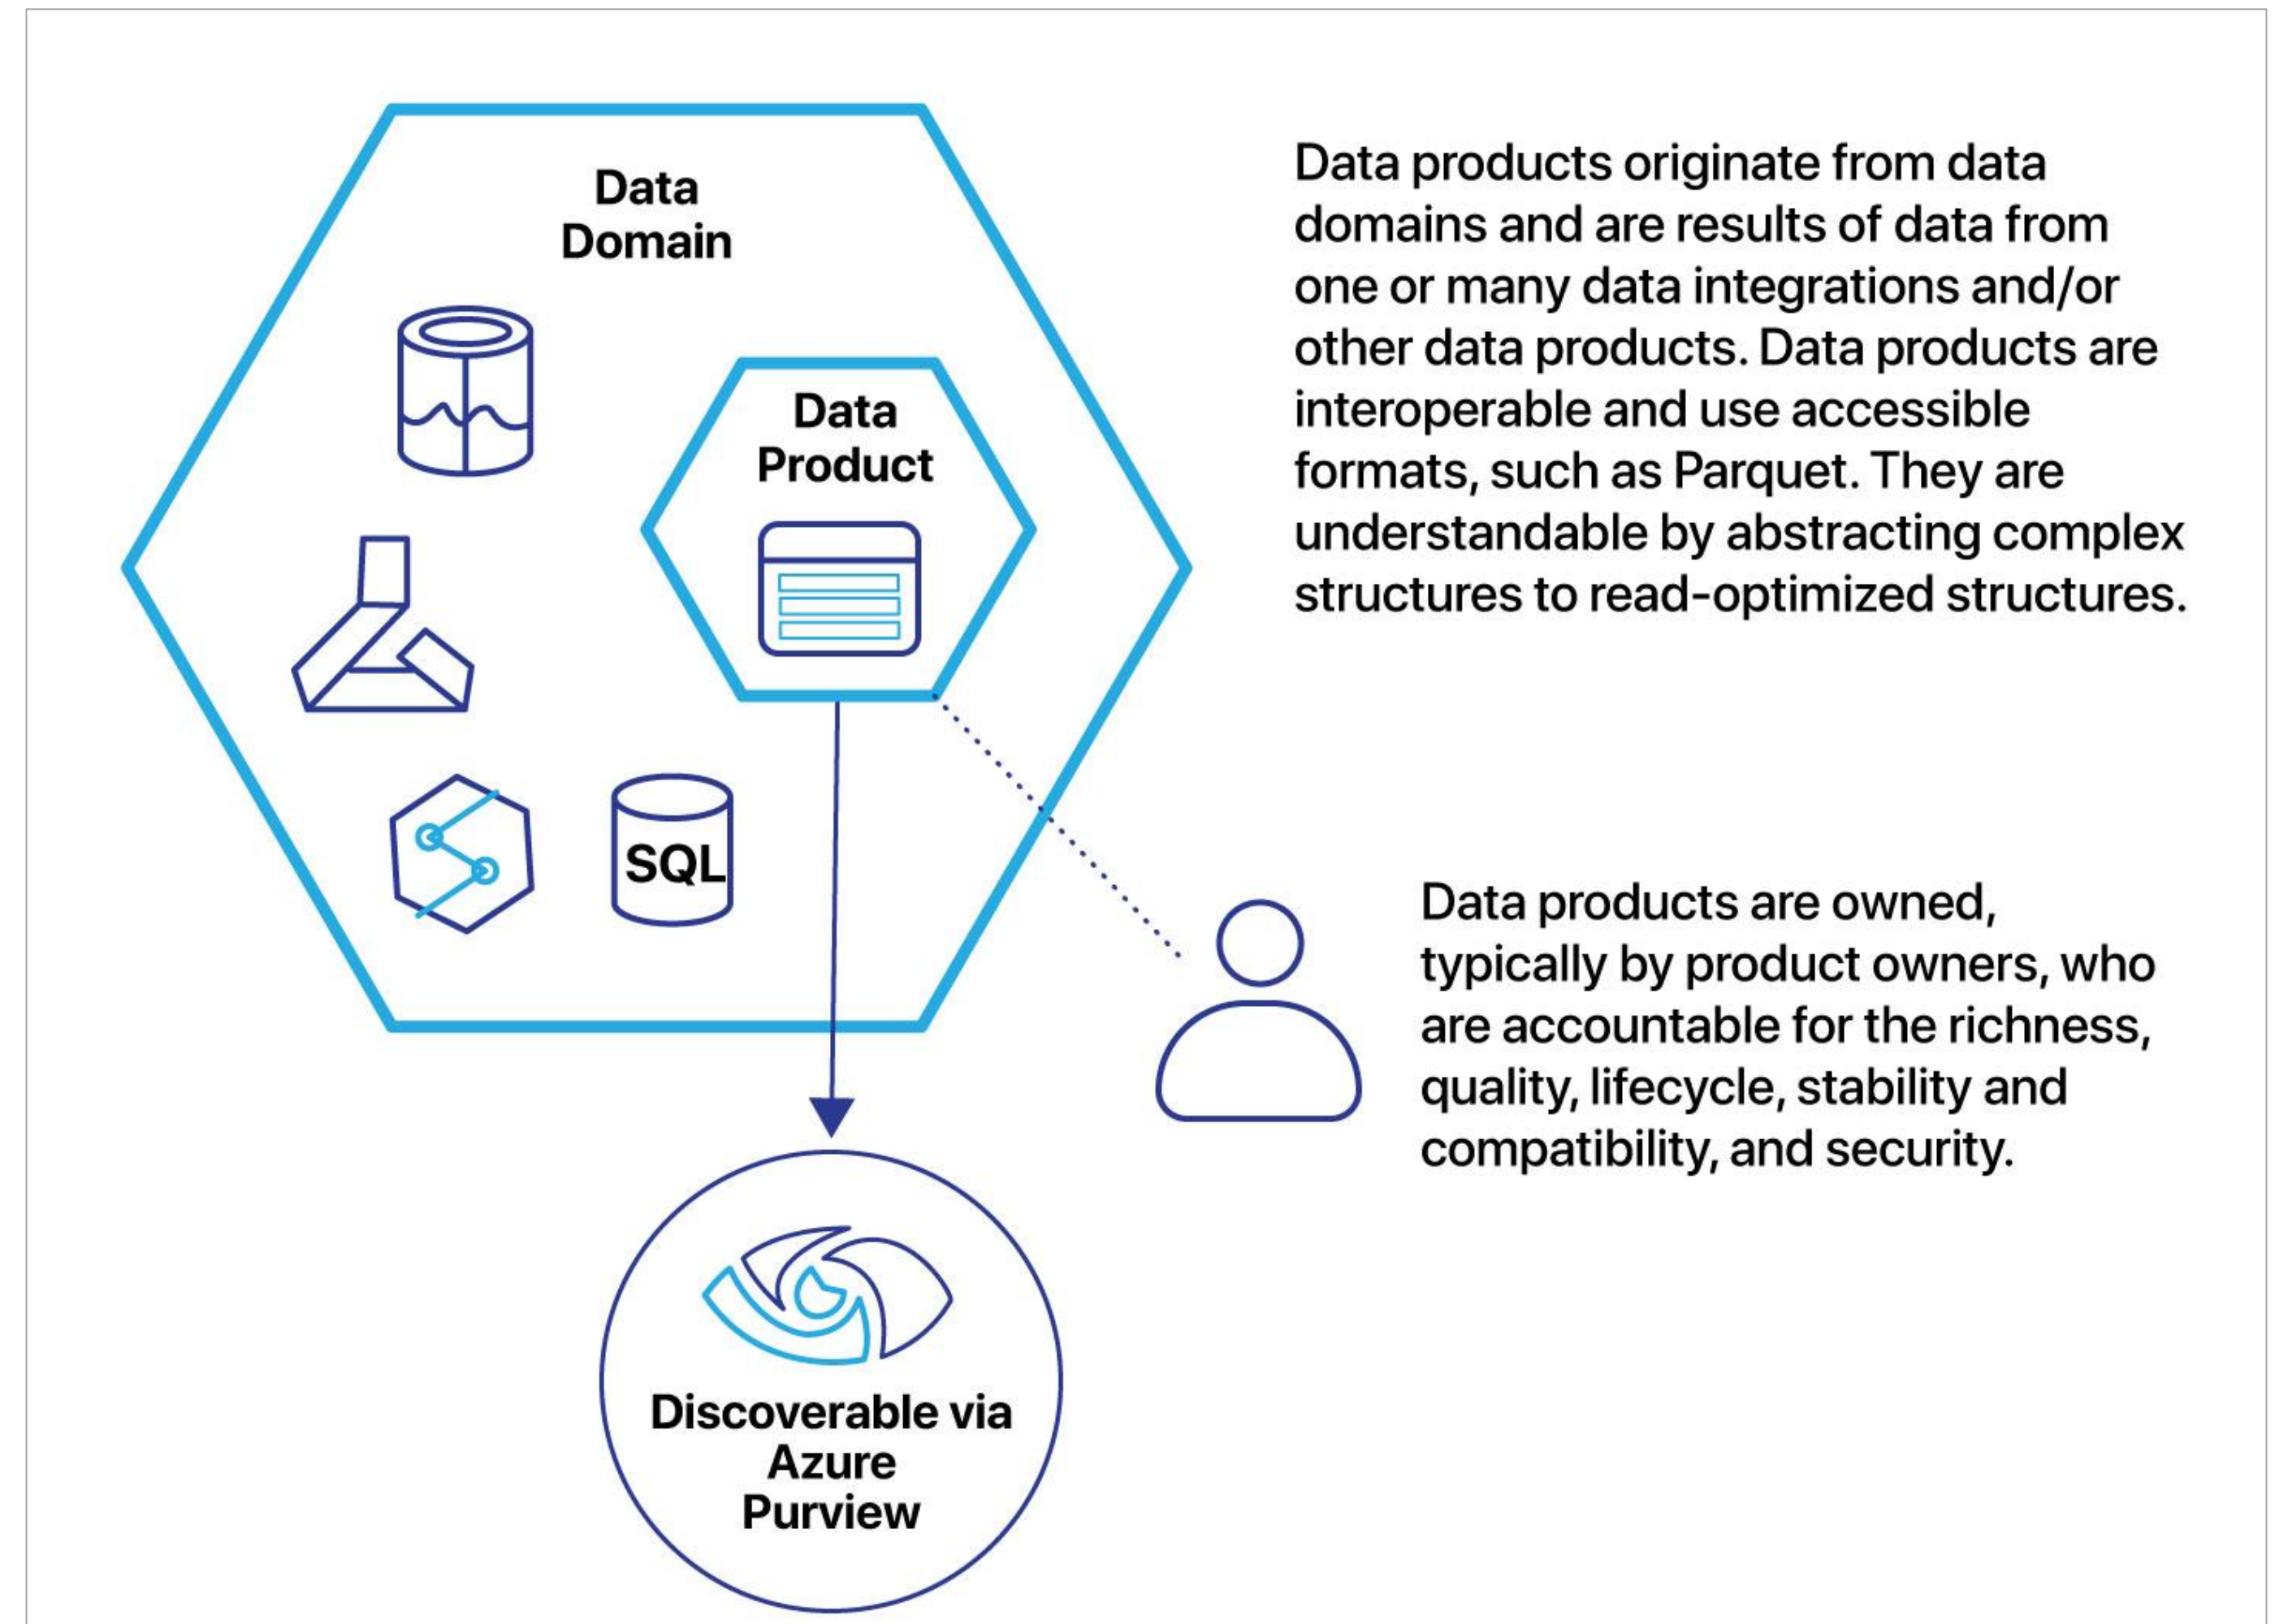 Data
Domain
Data
Product
SQL
Discoverable via
Azure
Purview
Data products originate from data
domains and are results of data from
one or many data integrations and/or
other data products. Data products are
interoperable and use accessible
formats, such as Parquet. They are
understandable by abstracting complex
structures to read-optimized structures.
Data products are owned,
typically by product owners, who
are accountable for the richness,
quality, lifecycle, stability and
compatibility, and security.